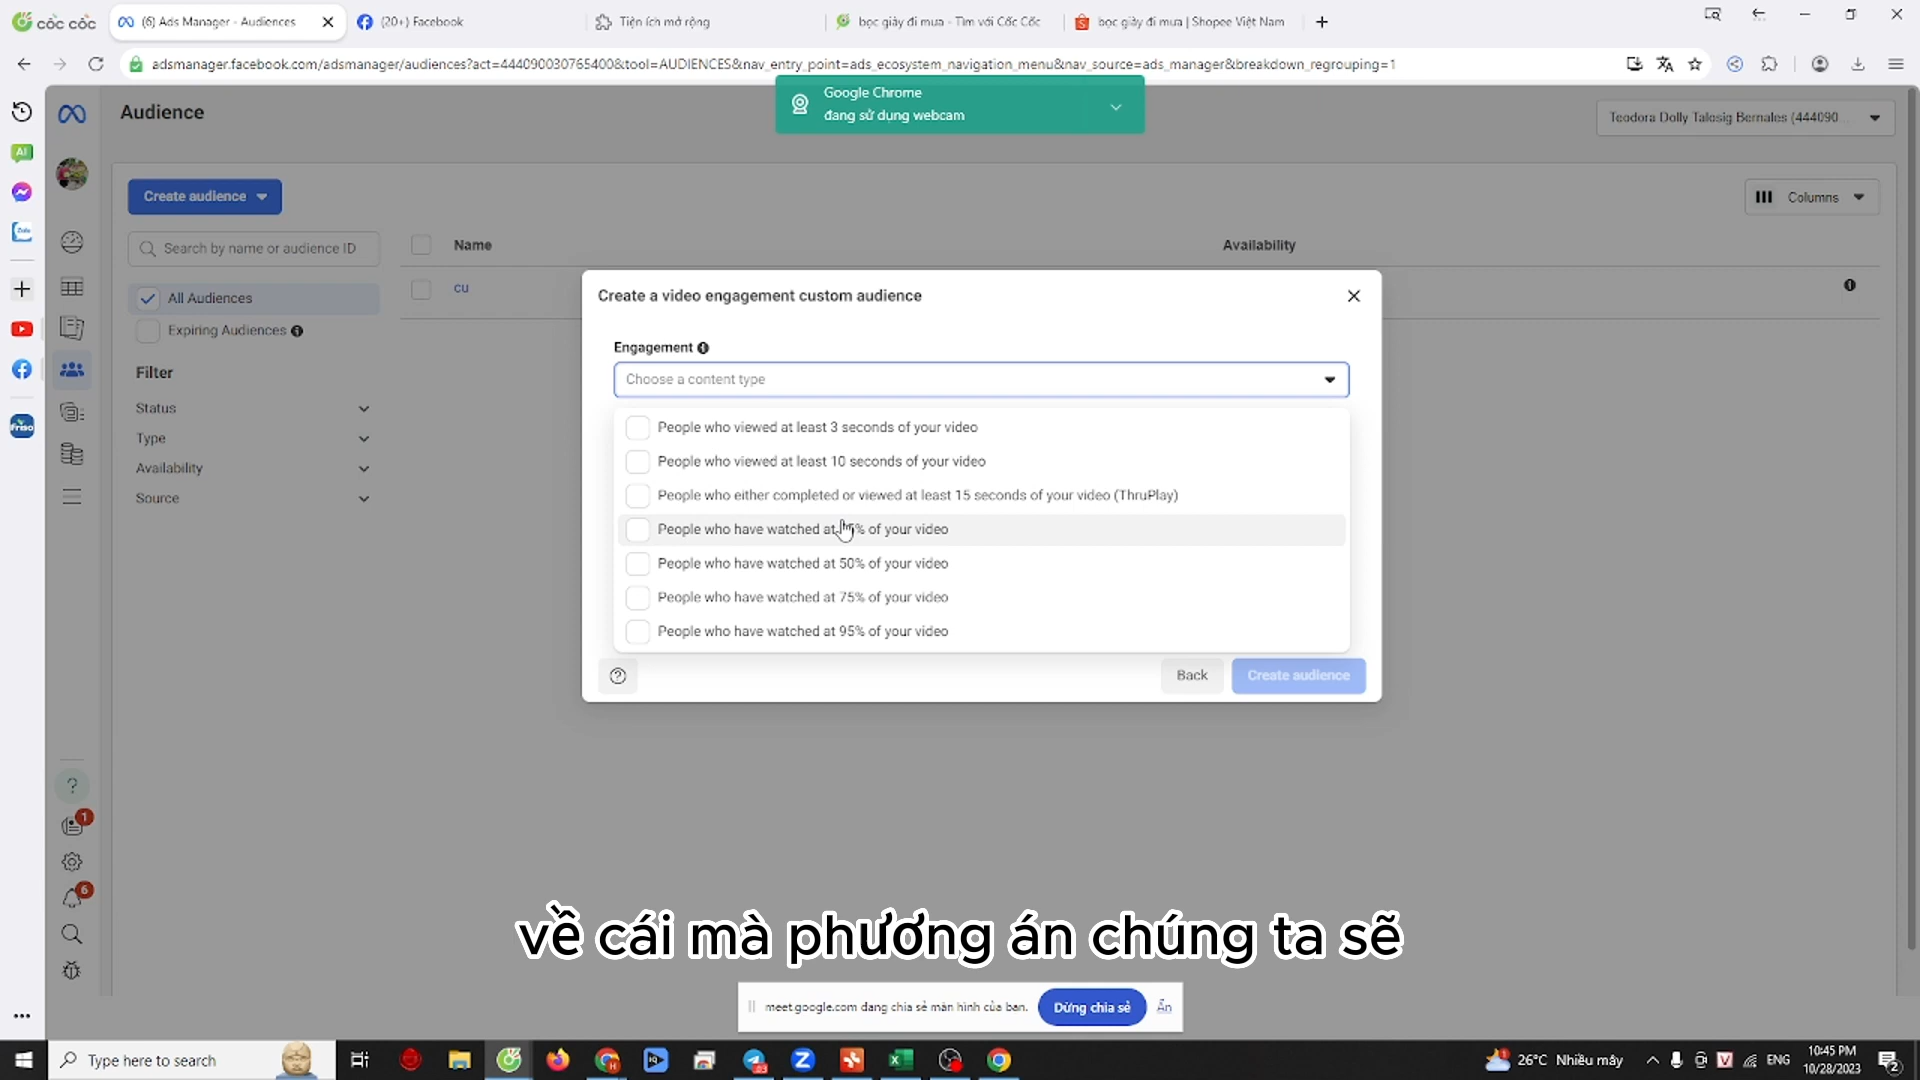 cốc cốc
(6) Ads Manager - Audiences
(20+) Facebook
Tiện ích mở rộng
bọc giày đi mưa - Tìm với Cốc Cốc
bọc giày đi mưa | Shopee Việt Nam
adsmanager.facebook.com/adsmanager/audiences?act=444090030765400&tool=AUDIENCES&nav_entry_point=ads_ecosystem_navigation_menu&nav_source=ads_manager&breakdown_regrouping=1
Google Chrome
đang sử dụng webcam
Audience
Teodora Dolly Talosig Bernales (444090...
Create audience
Columns
Search by name or audience ID
Name
Availability
All Audiences
cu
Expiring Audiences
Filter
Status
Type
Availability
Source
Create a video engagement custom audience
Engagement
Choose a content type
People who viewed at least 3 seconds of your video
People who viewed at least 10 seconds of your video
People who either completed or viewed at least 15 seconds of your video (ThruPlay)
People who have watched at % of your video
People who have watched at 50% of your video
People who have watched at 75% of your video
People who have watched at 95% of your video
Back
Create audience
AI
Zalo
Friso
1
6
về cái mà phương án chúng ta sẽ
meet.google.com đang chia sẻ màn hình của bạn.
Dừng chia sẻ
Ẩn
Type here to search
26°C Nhiều mây
ENG
10:45 PM
10/28/2023
2